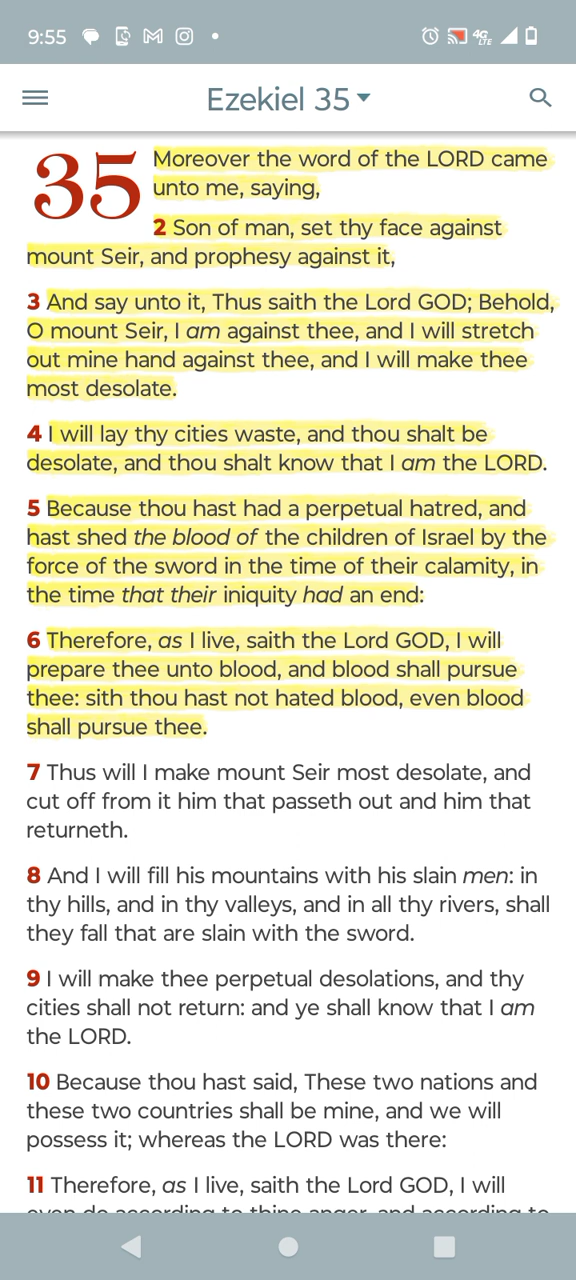 9:55
4G
LTE
Ezekiel 35
35
Moreover the word of the LORD came
unto me, saying,
2 Son of man, set thy face against
mount Seir, and prophesy against it,
3 And say unto it, Thus saith the Lord GOD; Behold,
O mount Seir, I am against thee, and I will stretch
out mine hand against thee, and I will make thee
most desolate.
4 I will lay thy cities waste, and thou shalt be
desolate, and thou shalt know that I am the LORD.
5 Because thou hast had a perpetual hatred, and
hast shed the blood of the children of Israel by the
force of the sword in the time of their calamity, in
the time that their iniquity had an end:
6 Therefore, as I live, saith the Lord GOD, I will
prepare thee unto blood, and blood shall pursue
thee: sith thou hast not hated blood, even blood
shall pursue thee.
7 Thus will I make mount Seir most desolate, and
cut off from it him that passeth out and him that
returneth.
8 And I will fill his mountains with his slain men: in
thy hills, and in thy valleys, and in all thy rivers, shall
they fall that are slain with the sword.
9 I will make thee perpetual desolations, and thy
cities shall not return: and ye shall know that I am
the LORD.
10 Because thou hast said, These two nations and
these two countries shall be mine, and we will
possess it; whereas the LORD was there:
11 Therefore, as I live, saith the Lord GOD, I will
even do according to thine anger, and according to